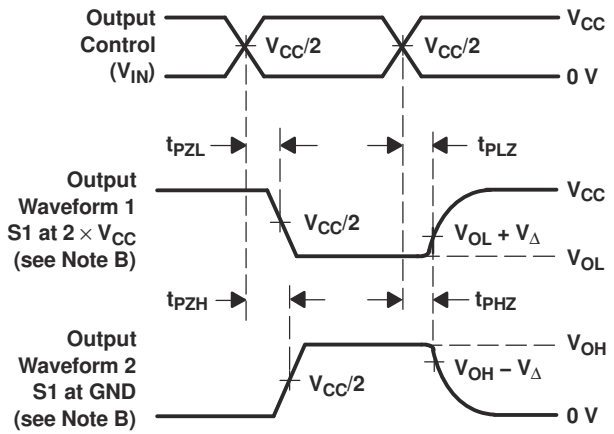 Output
Control
(VIN)
VCC/2
VCC/2
VCC
0 V
tPZL
tPLZ
Output
Waveform 1
S1 at 2 × VCC
(see Note B)
VCC/2
VCC
VOL + VΔ
VOL
tPZH
tPHZ
Output
Waveform 2
S1 at GND
(see Note B)
VCC/2
VOH
VOH − VΔ
0 V